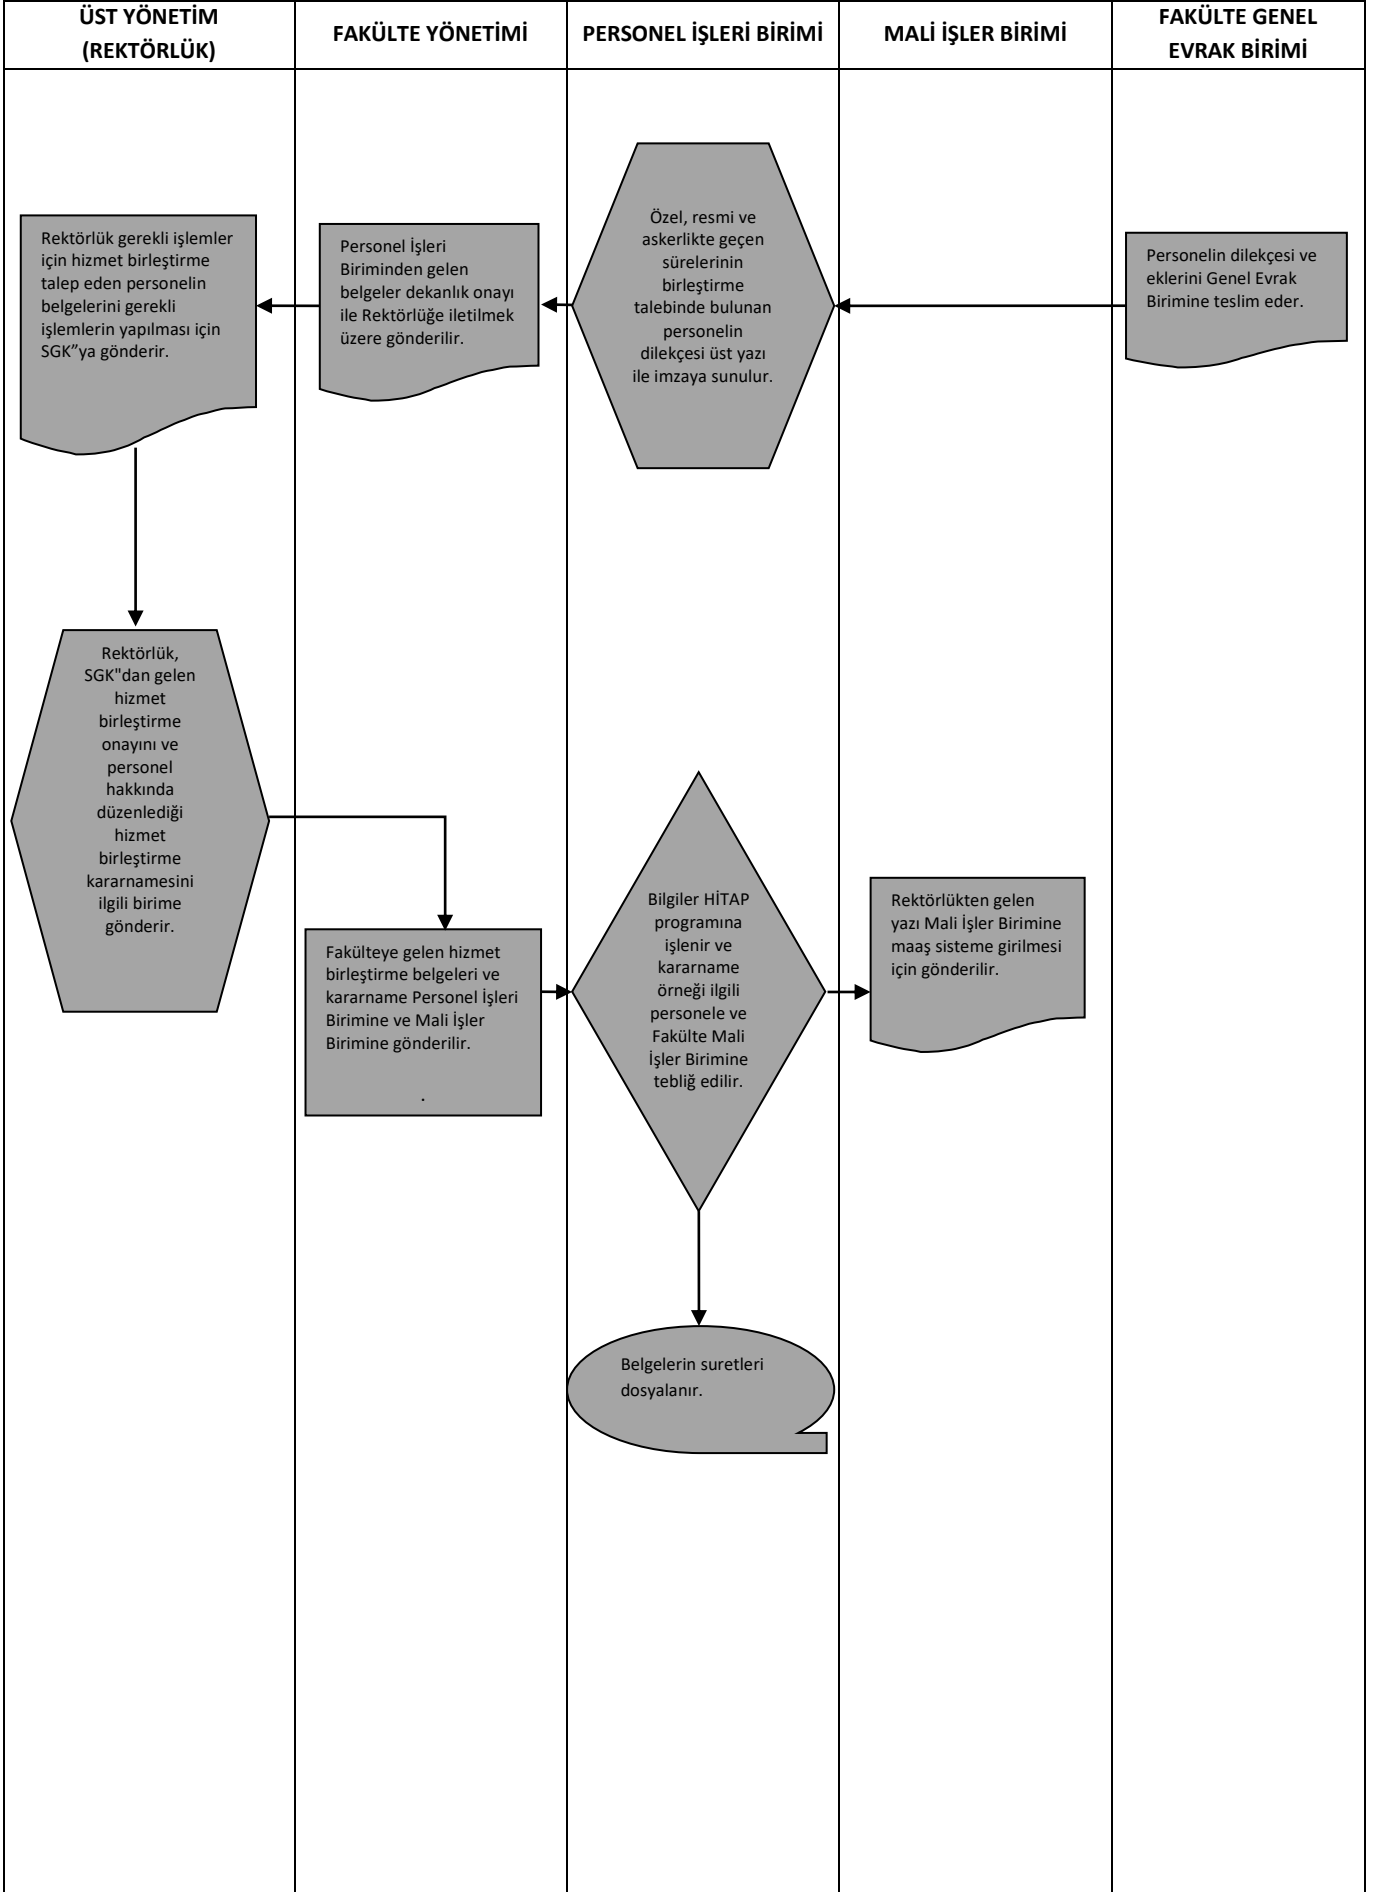 ÜST YÖNETİM
(REKTÖRLÜK)
FAKÜLTE YÖNETİMİ
PERSONEL İŞLERİ BİRİMİ
MALİ İŞLER BİRİMİ
FAKÜLTE GENEL
EVRAK BİRİMİ
Rektörlük gerekli işlemler
için hizmet birleştirme
talep eden personelin
belgelerini gerekli
işlemlerin yapılması için
SGK”ya gönderir.
Personel İşleri
Biriminden gelen
belgeler dekanlık onayı
ile Rektörlüğe iletilmek
üzere gönderilir.
Özel, resmi ve
askerlikte geçen
sürelerinin
birleştirme
talebinde bulunan
personelin
dilekçesi üst yazı
ile imzaya sunulur.
Personelin dilekçesi ve
eklerini Genel Evrak
Birimine teslim eder.
Rektörlük,
SGK"dan gelen
hizmet
birleştirme
onayını ve
personel
hakkında
düzenlediği
hizmet
birleştirme
kararnamesini
ilgili birime
gönderir.
Fakülteye gelen hizmet
birleştirme belgeleri ve
kararname Personel İşleri
Birimine ve Mali İşler
Birimine gönderilir.
.
Bilgiler HİTAP
programına
işlenir ve
kararname
örneği ilgili
personele ve
Fakülte Mali
İşler Birimine
tebliğ edilir.
Rektörlükten gelen
yazı Mali İşler Birimine
maaş sisteme girilmesi
için gönderilir.
Belgelerin suretleri
dosyalanır.